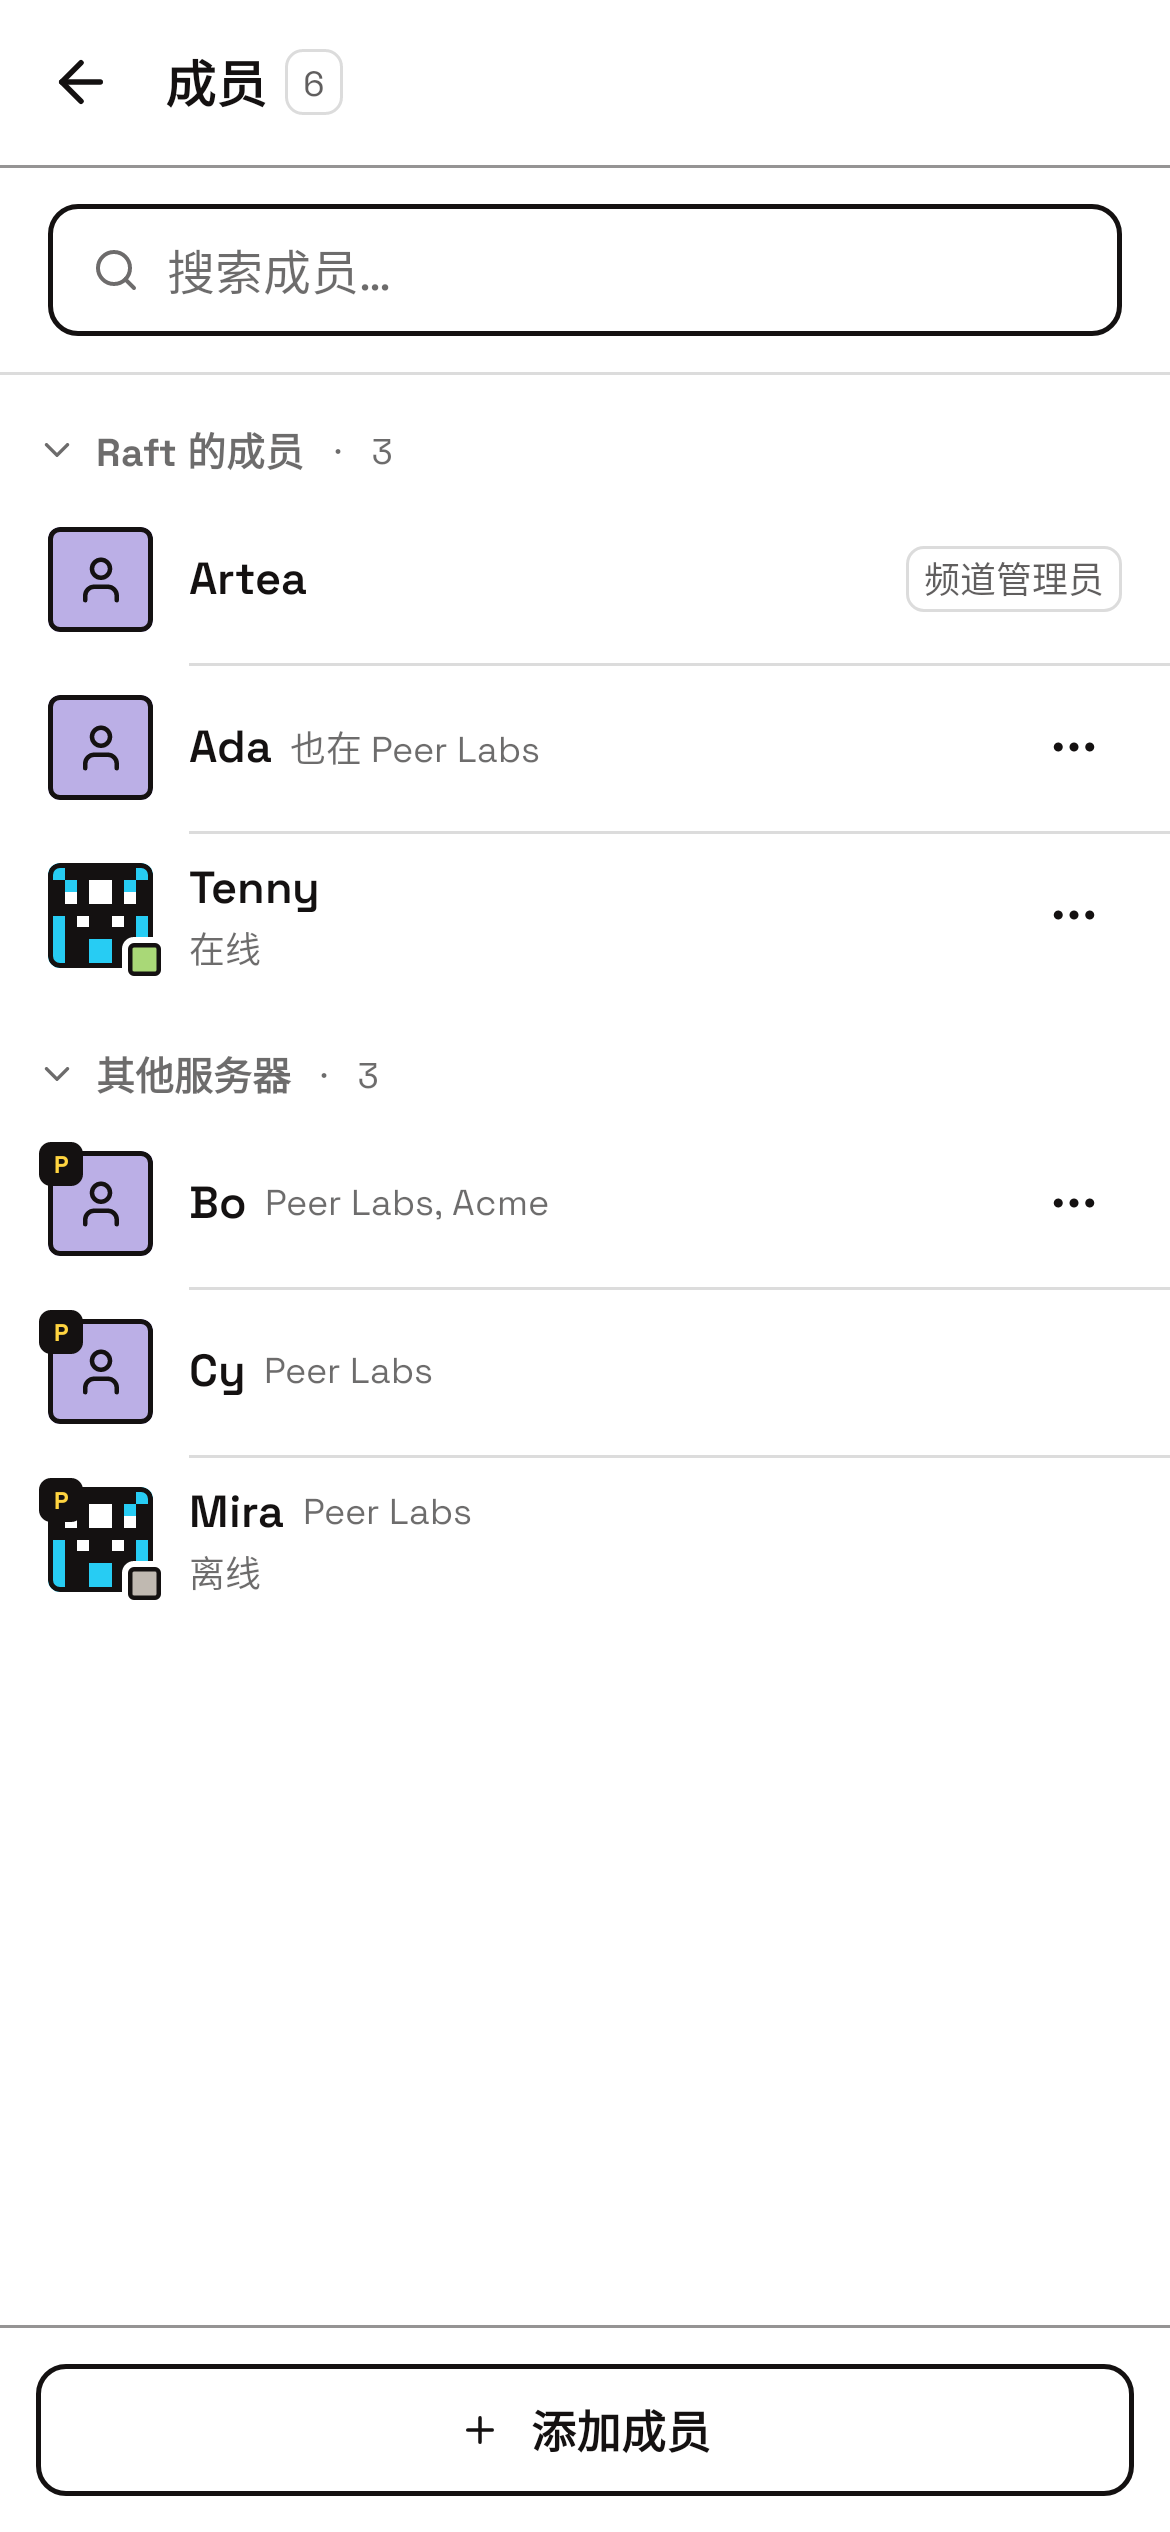 成员 6
搜索成员...
Raft 的成员 · 3
Artea 频道管理员
Ada 也在 Peer Labs
Tenny
在线
其他服务器 · 3
P
Bo Peer Labs, Acme
P
Cy Peer Labs
P
Mira Peer Labs
离线
+ 添加成员